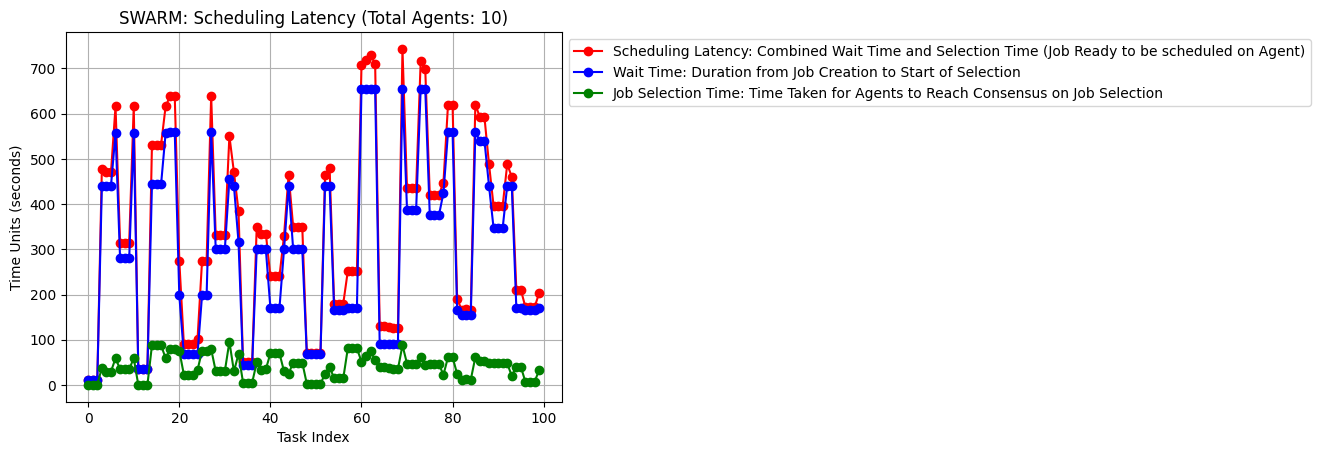 SWARM: Scheduling Latency (Total Agents: 10)
Scheduling Latency: Combined Wait Time and Selection Time (Job Ready to be scheduled on Agent)
Wait Time: Duration from Job Creation to Start of Selection
Job Selection Time: Time Taken for Agents to Reach Consensus on Job Selection
Time Units (seconds)
700
600
500
400
300
200
100
0
0 20 40 60 80 100
Task Index